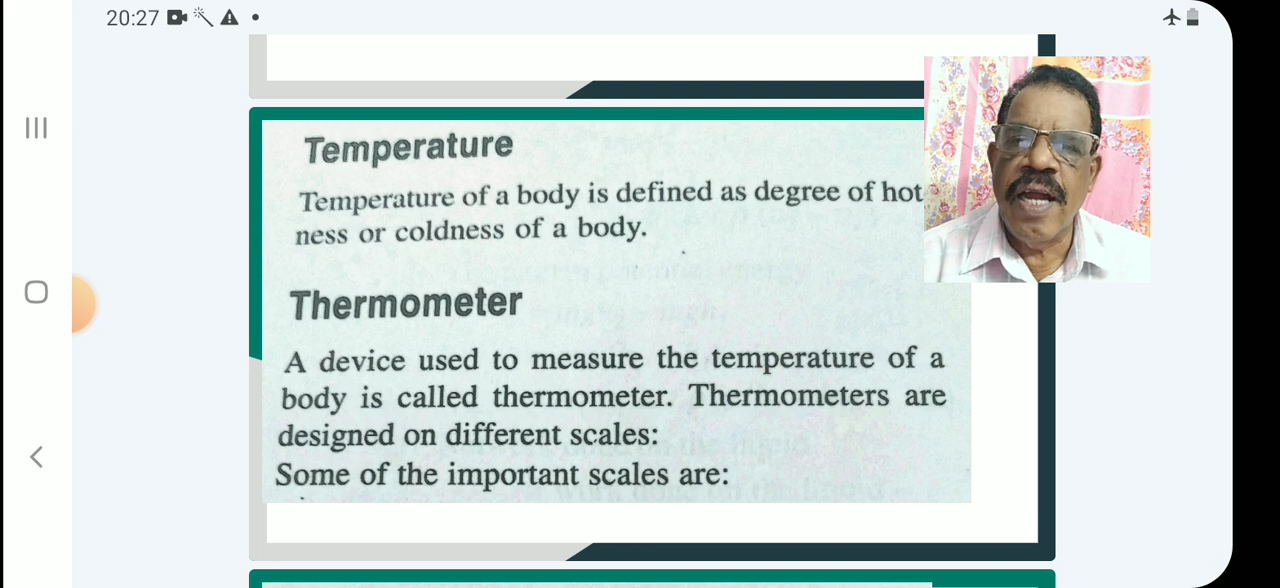 20:27
Temperature
Temperature of a body is defined as degree of hot
ness or coldness of a body.
Thermometer
A device used to measure the temperature of a
body is called thermometer. Thermometers are
designed on different scales:
Some of the important scales are: